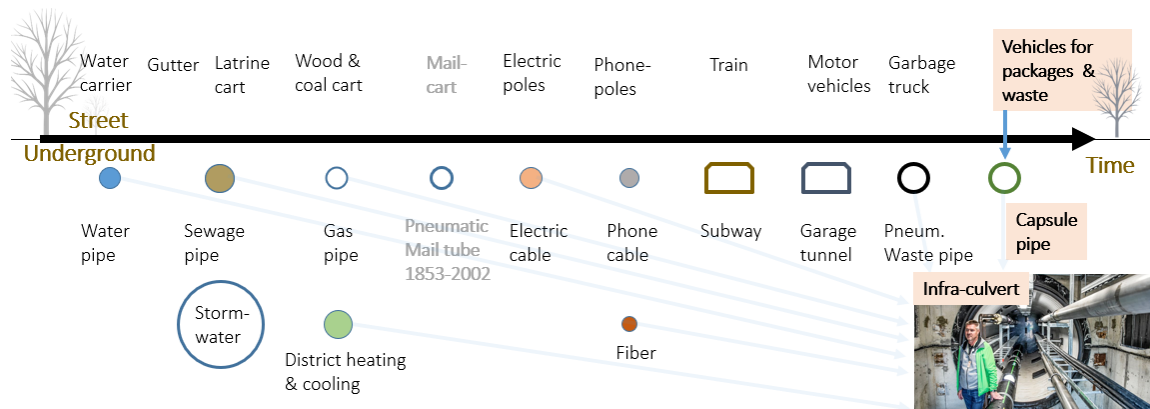 Water
carrier
Gutter
Latrine
cart
Wood &
coal cart
Mail-
cart
Electric
poles
Phone-
poles
Train
Motor
vehicles
Garbage
truck
Vehicles for
packages &
waste
Street
Underground
Time
Water
pipe
Sewage
pipe
Gas
pipe
Pneumatic
Mail tube
1853-2002
Electric
cable
Phone
cable
Subway
Garage
tunnel
Pneum.
Waste pipe
Capsule
pipe
Storm-
water
District heating
& cooling
Fiber
Infra-culvert